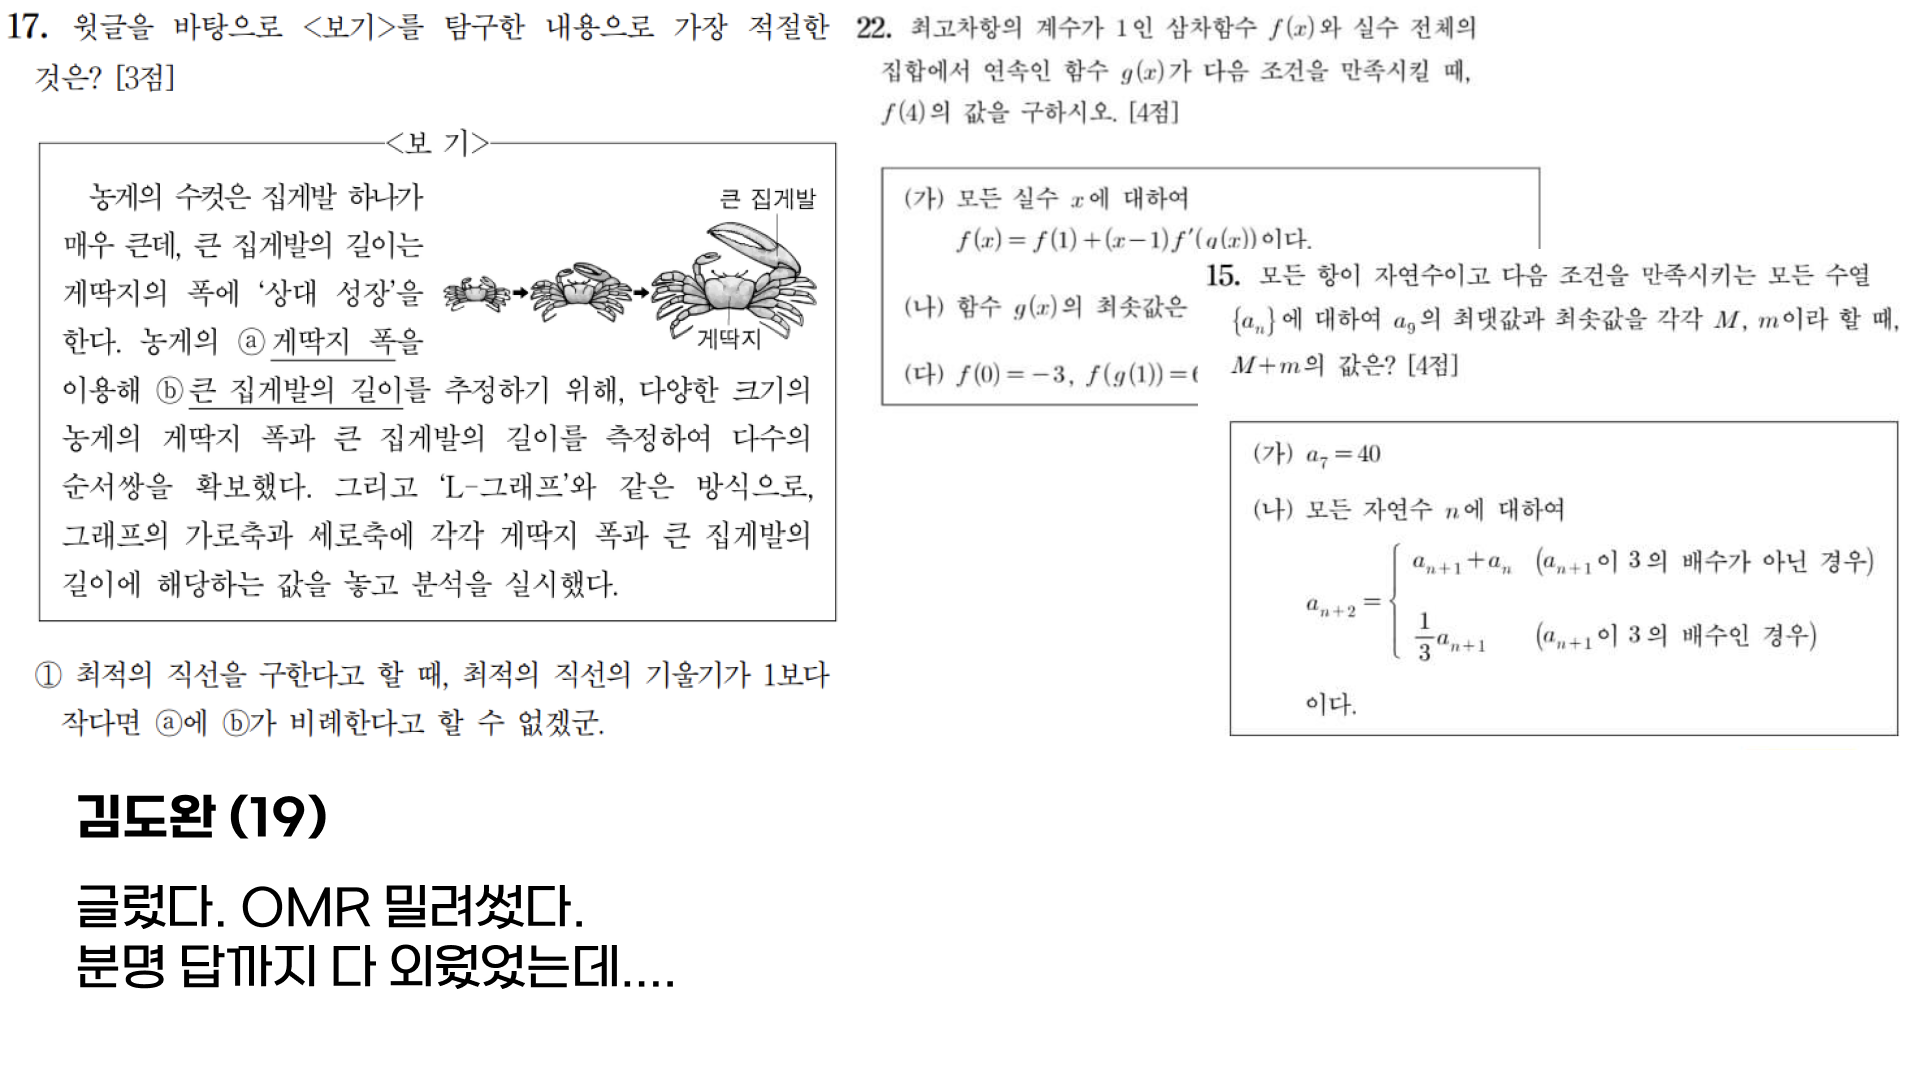 17. 윗글을 바탕으로 <보기>를 탐구한 내용으로 가장 적절한
것은? [3점]
<보 기>
농게의 수컷은 집게발 하나가
매우 큰데, 큰 집게발의 길이는
게딱지의 폭에 ‘상대 성장’을
한다. 농게의 ⓐ게딱지 폭을
이용해 ⓑ큰 집게발의 길이를 추정하기 위해, 다양한 크기의
농게의 게딱지 폭과 큰 집게발의 길이를 측정하여 다수의
순서쌍을 확보했다. 그리고 ‘L-그래프’와 같은 방식으로,
그래프의 가로축과 세로축에 각각 게딱지 폭과 큰 집게발의
길이에 해당하는 값을 놓고 분석을 실시했다.
큰 집게발
게딱지
① 최적의 직선을 구한다고 할 때, 최적의 직선의 기울기가 1보다
작다면 ⓐ에 ⓑ가 비례한다고 할 수 없겠군.
22. 최고차항의 계수가 1인 삼차함수 f(x)와 실수 전체의
집합에서 연속인 함수 g(x)가 다음 조건을 만족시킬 때,
f(4)의 값을 구하시오. [4점]
(가) 모든 실수 x에 대하여
f(x)=f(1)+(x-1)f′(g(x))이다.
(나) 함수 g(x)의 최솟값은
(다) f(0)=-3, f(g(1))=6
15. 모든 항이 자연수이고 다음 조건을 만족시키는 모든 수열
{aₙ}에 대하여 a₉의 최댓값과 최솟값을 각각 M, m이라 할 때,
M+m의 값은? [4점]
(가) a₇=40
(나) 모든 자연수 n에 대하여
aₙ₊₂= { aₙ₊₁+aₙ (aₙ₊₁이 3의 배수가 아닌 경우)
1/3 aₙ₊₁ (aₙ₊₁이 3의 배수인 경우)
이다.
김도완 (19)
글렀다. OMR 밀려썼다.
분명 답까지 다 외웠었는데....